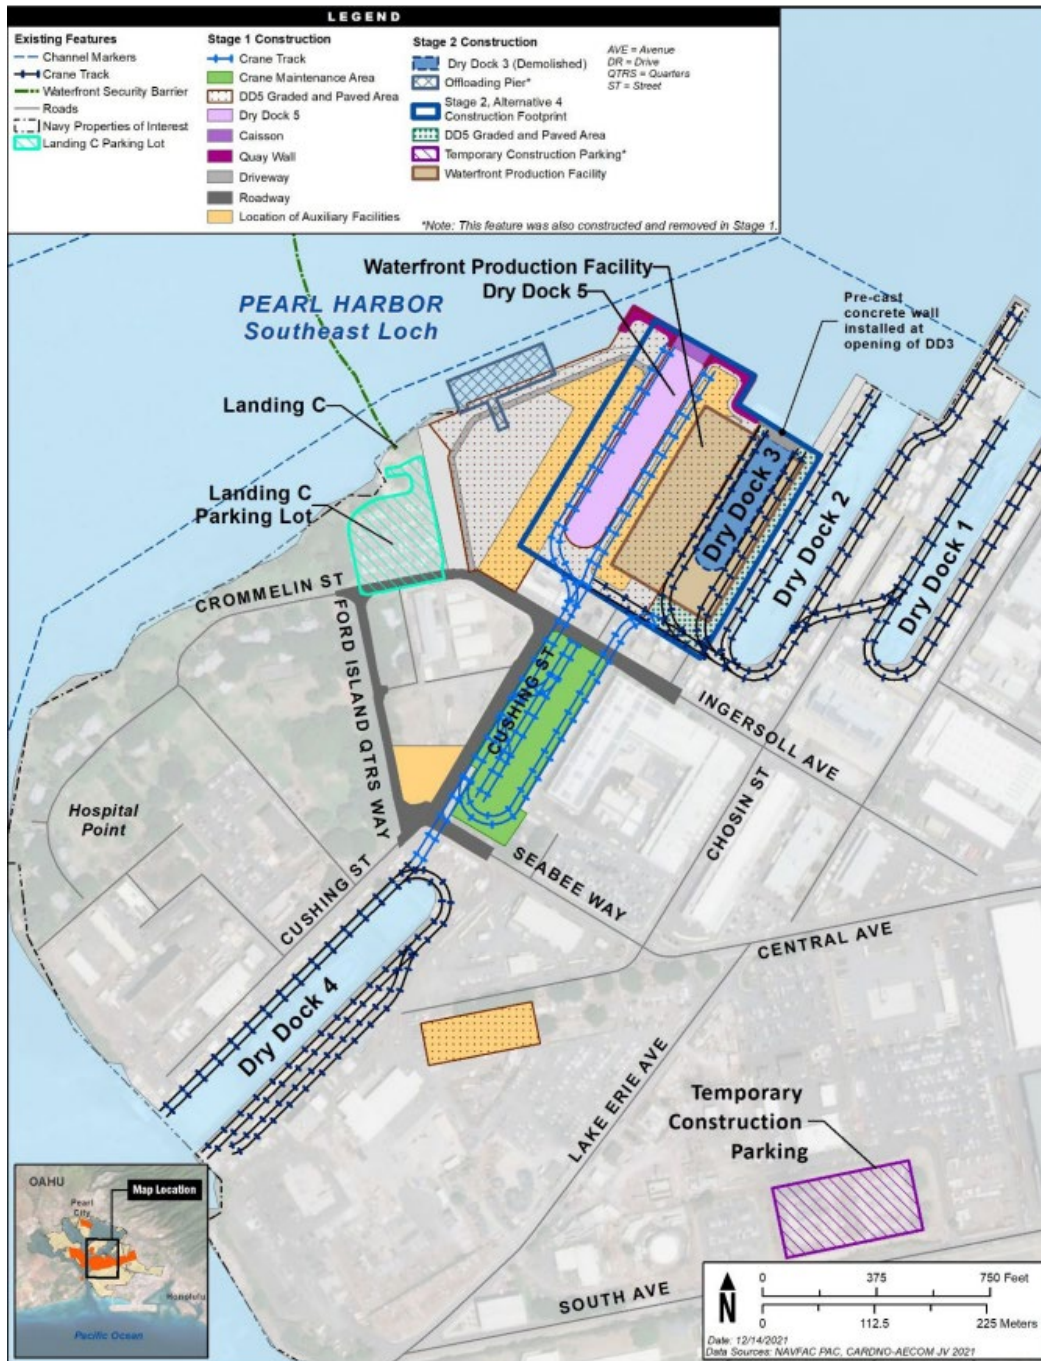 LEGEND
Existing Features
Channel Markers
Crane Track
Waterfront Security Barrier
Roads
Navy Properties of Interest
Landing C Parking Lot
Stage 1 Construction
Crane Track
Crane Maintenance Area
DD5 Graded and Paved Area
Dry Dock 5
Caisson
Quay Wall
Driveway
Roadway
Location of Auxiliary Facilities
Stage 2 Construction
Dry Dock 3 (Demolished)
Offloading Pier*
Stage 2, Alternative 4
Construction Footprint
DD5 Graded and Paved Area
Temporary Construction Parking*
Waterfront Production Facility
AVE = Avenue
DR = Drive
QTRS = Quarters
ST = Street
*Note: This feature was also constructed and removed in Stage 1.
Waterfront Production Facility
Dry Dock 5
PEARL HARBOR
Southeast Loch
Pre-cast
concrete wall
installed at
opening of DD3
Landing C
Landing C
Parking Lot
Dry Dock 3
Dry Dock 2
Dry Dock 1
CROMMELIN ST
FORD ISLAND QTRS WAY
CUSHING ST
INGERSOLL AVE
CHOSIN ST
Hospital
Point
CUSHING ST
SEABEE WAY
CENTRAL AVE
Dry Dock 4
LAKE ERIE AVE
Temporary
Construction
Parking
SOUTH AVE
OAHU
Pearl
City
Map Location
Honolulu
Pacific Ocean
N
0 375 750 Feet
0 112.5 225 Meters
Date: 12/14/2021
Data Sources: NAVFAC PAC, CARDNO-AECOM JV 2021